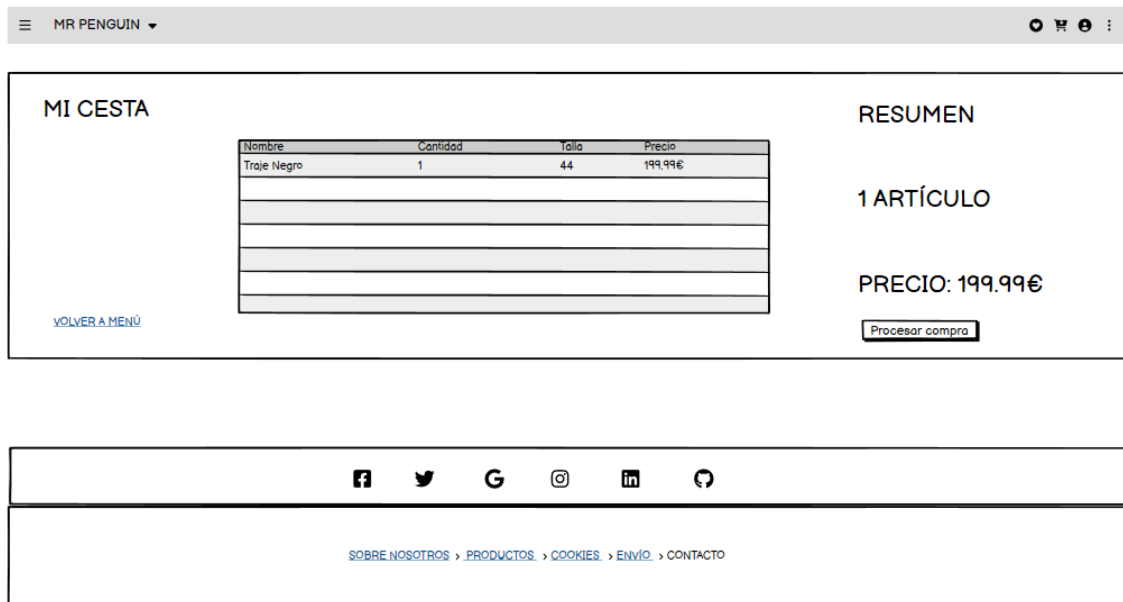 MR PENGUIN
MI CESTA
Nombre Cantidad Talla Precio
Traje Negro 1 44 199.99€
VOLVER A MENÚ
RESUMEN
1 ARTÍCULO
PRECIO: 199.99€
Procesar compra
SOBRE NOSOTROS > PRODUCTOS > COOKIES > ENVÍO > CONTACTO